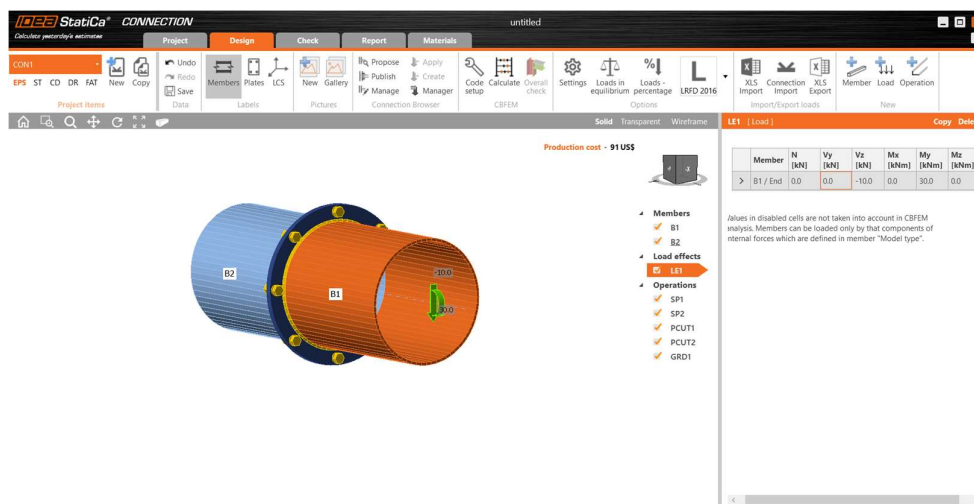 IDEA StatiCa® CONNECTION
untitled
Calculate yesterday's estimates
Project Design Check Report Materials
CON1
EPS ST CD DR FAT
New Copy
Project items
Undo
Redo
Save
Data
Members Plates LCS
Labels
New Gallery
Pictures
Propose Apply
Publish Create
Manage Manager
Connection Browser
Code setup Calculate Overall check
CBFEM
Settings Loads in equilibrium Loads - percentage LRFD 2016
Options
XLS Import Connection Import XLS Export
Import/Export loads
Member Load Operation
New
Solid Transparent Wireframe
LE1 [Load] Copy Dele
Production cost - 91 US$
Member N [kN] Vy [kN] Vz [kN] Mx [kNm] My [kNm] Mz [kNm]
> B1 / End 0.0 0.0 -10.0 0.0 30.0 0.0
Values in disabled cells are not taken into account in CBFEM
analysis. Members can be loaded only by that components of
nternal forces which are defined in member "Model type".
Members
B1
B2
Load effects
LE1
Operations
SP1
SP2
PCUT1
PCUT2
GRD1
B2
B1
-10.0
30.0